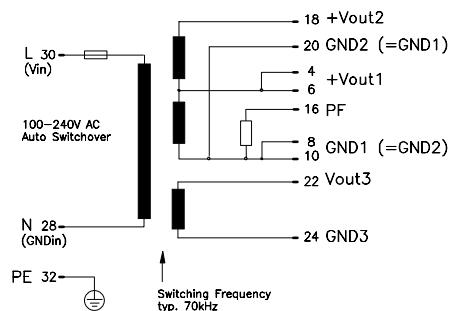 18 +Vout2
20 GND2 (=GND1)
L 30
(Vin)
4
+Vout1
6
16 PF
100-240V AC
Auto Switchover
8
GND1 (=GND2)
10
22 Vout3
N 28
(GNDin)
24 GND3
PE 32
Switching Frequency
typ. 70kHz